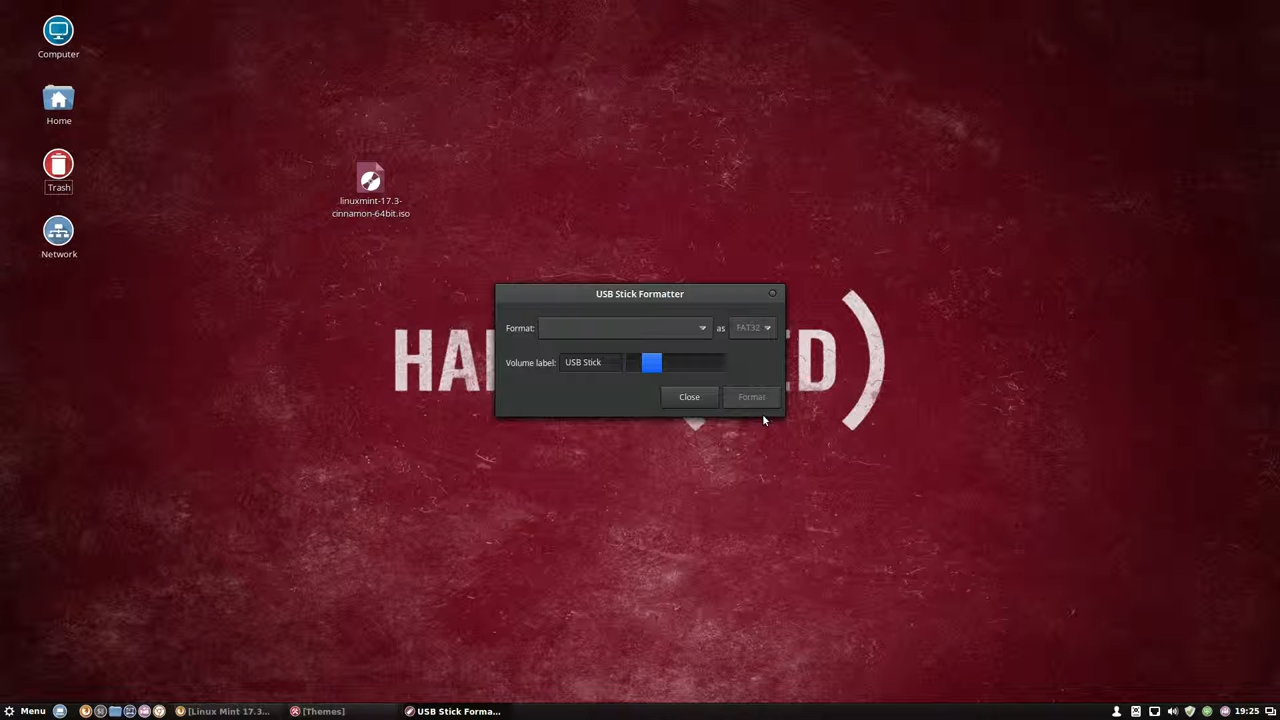 Computer
Home
Trash
Network
linuxmint-17.3-
cinnamon-64bit.iso
USB Stick Formatter
Format:
as
FAT32
Volume label:
USB Stick
Close
Format
Menu
[Linux Mint 17.3...
[Themes]
USB Stick Forma...
19:25